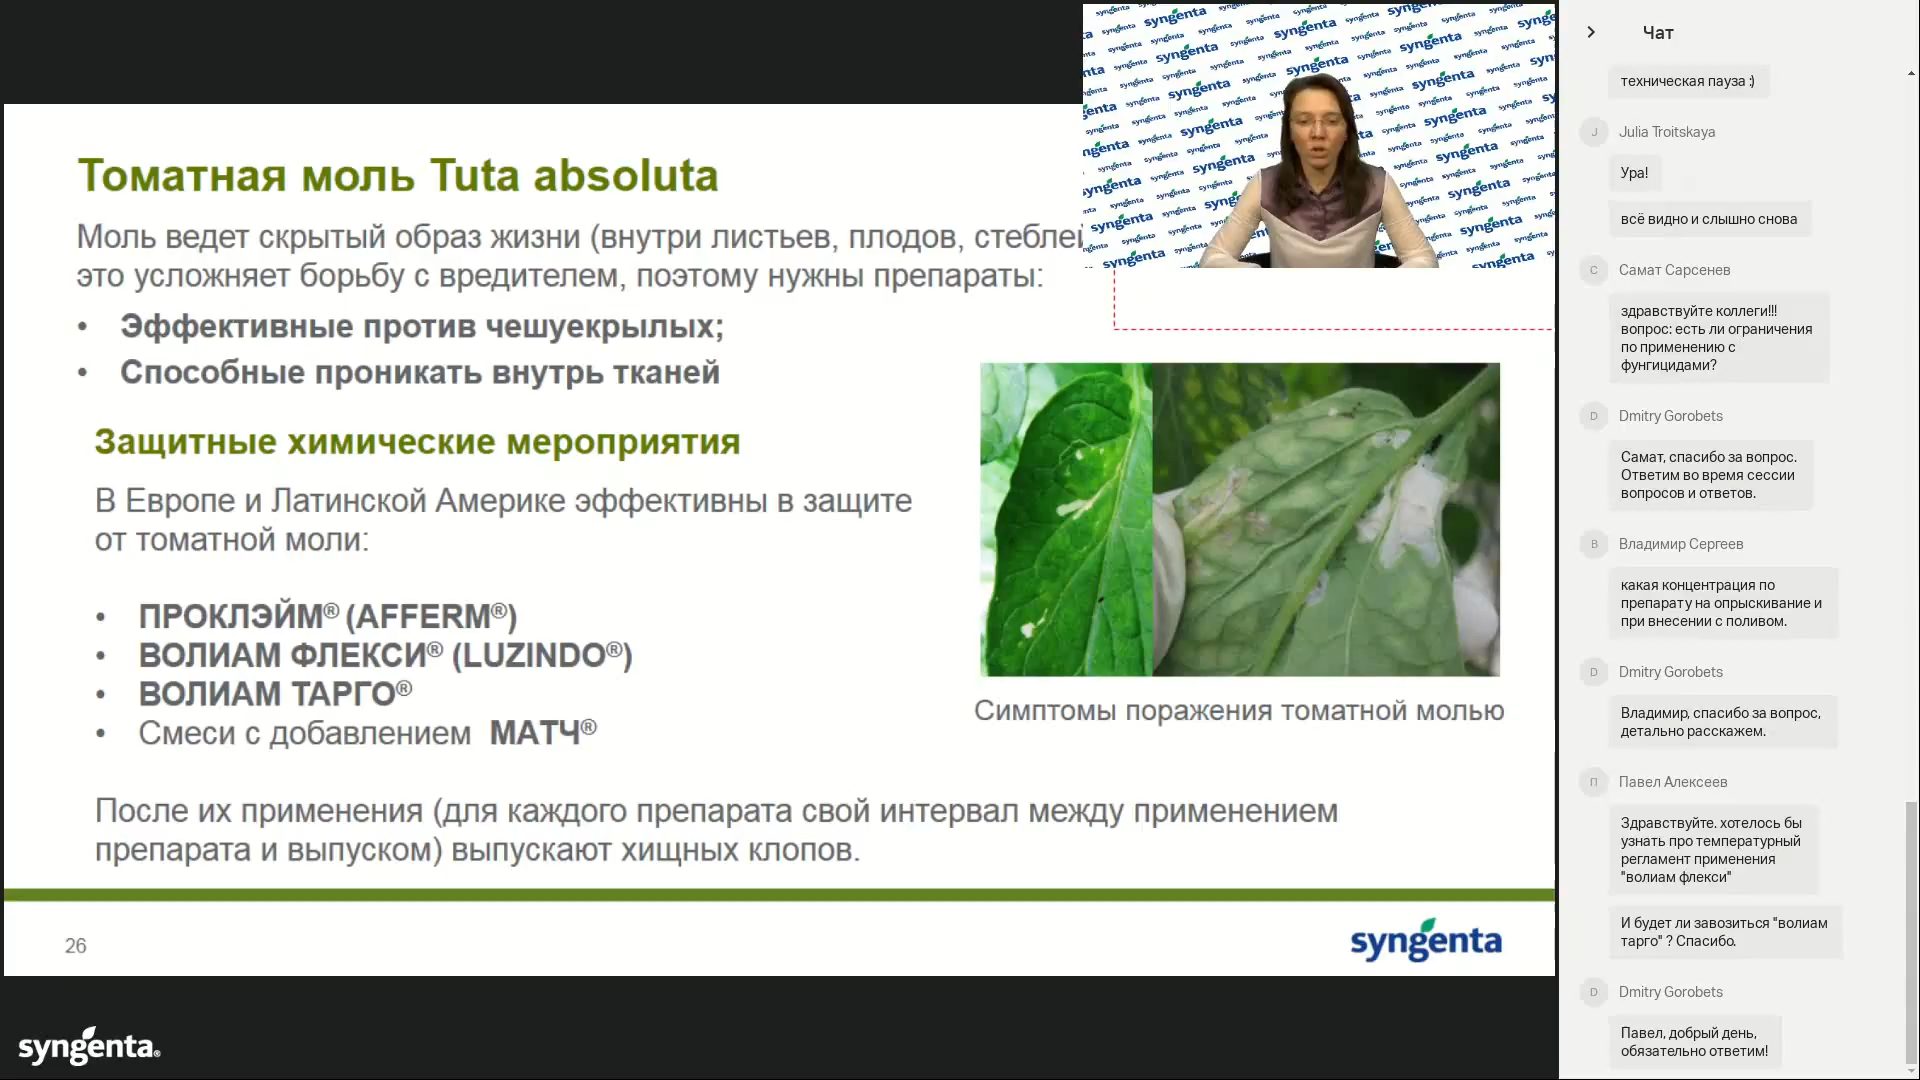 Томатная моль Tuta absoluta
Моль ведет скрытый образ жизни (внутри листьев, плодов, стеблей
это усложняет борьбу с вредителем, поэтому нужны препараты:
• Эффективные против чешуекрылых;
• Способные проникать внутрь тканей
Защитные химические мероприятия
В Европе и Латинской Америке эффективны в защите
от томатной моли:
• ПРОКЛЭЙМ® (AFFERM®)
• ВОЛИАМ ФЛЕКСИ® (LUZINDO®)
• ВОЛИАМ ТАРГО®
• Смеси с добавлением МАТЧ®
Симптомы поражения томатной молью
После их применения (для каждого препарата свой интервал между применением
препарата и выпуском) выпускают хищных клопов.
26
syngenta
syngenta®
Чат
техническая пауза :)
J Julia Troitskaya
Ура!
всё видно и слышно снова
С Самат Сарсенев
здравствуйте коллеги!!!
вопрос: есть ли ограничения
по применению с
фунгицидами?
D Dmitry Gorobets
Самат, спасибо за вопрос.
Ответим во время сессии
вопросов и ответов.
В Владимир Сергеев
какая концентрация по
препарату на опрыскивание и
при внесении с поливом.
D Dmitry Gorobets
Владимир, спасибо за вопрос,
детально расскажем.
П Павел Алексеев
Здравствуйте. хотелось бы
узнать про температурный
регламент применения
"волиам флекси"
И будет ли завозиться "волиам
тарго" ? Спасибо.
D Dmitry Gorobets
Павел, добрый день,
обязательно ответим!